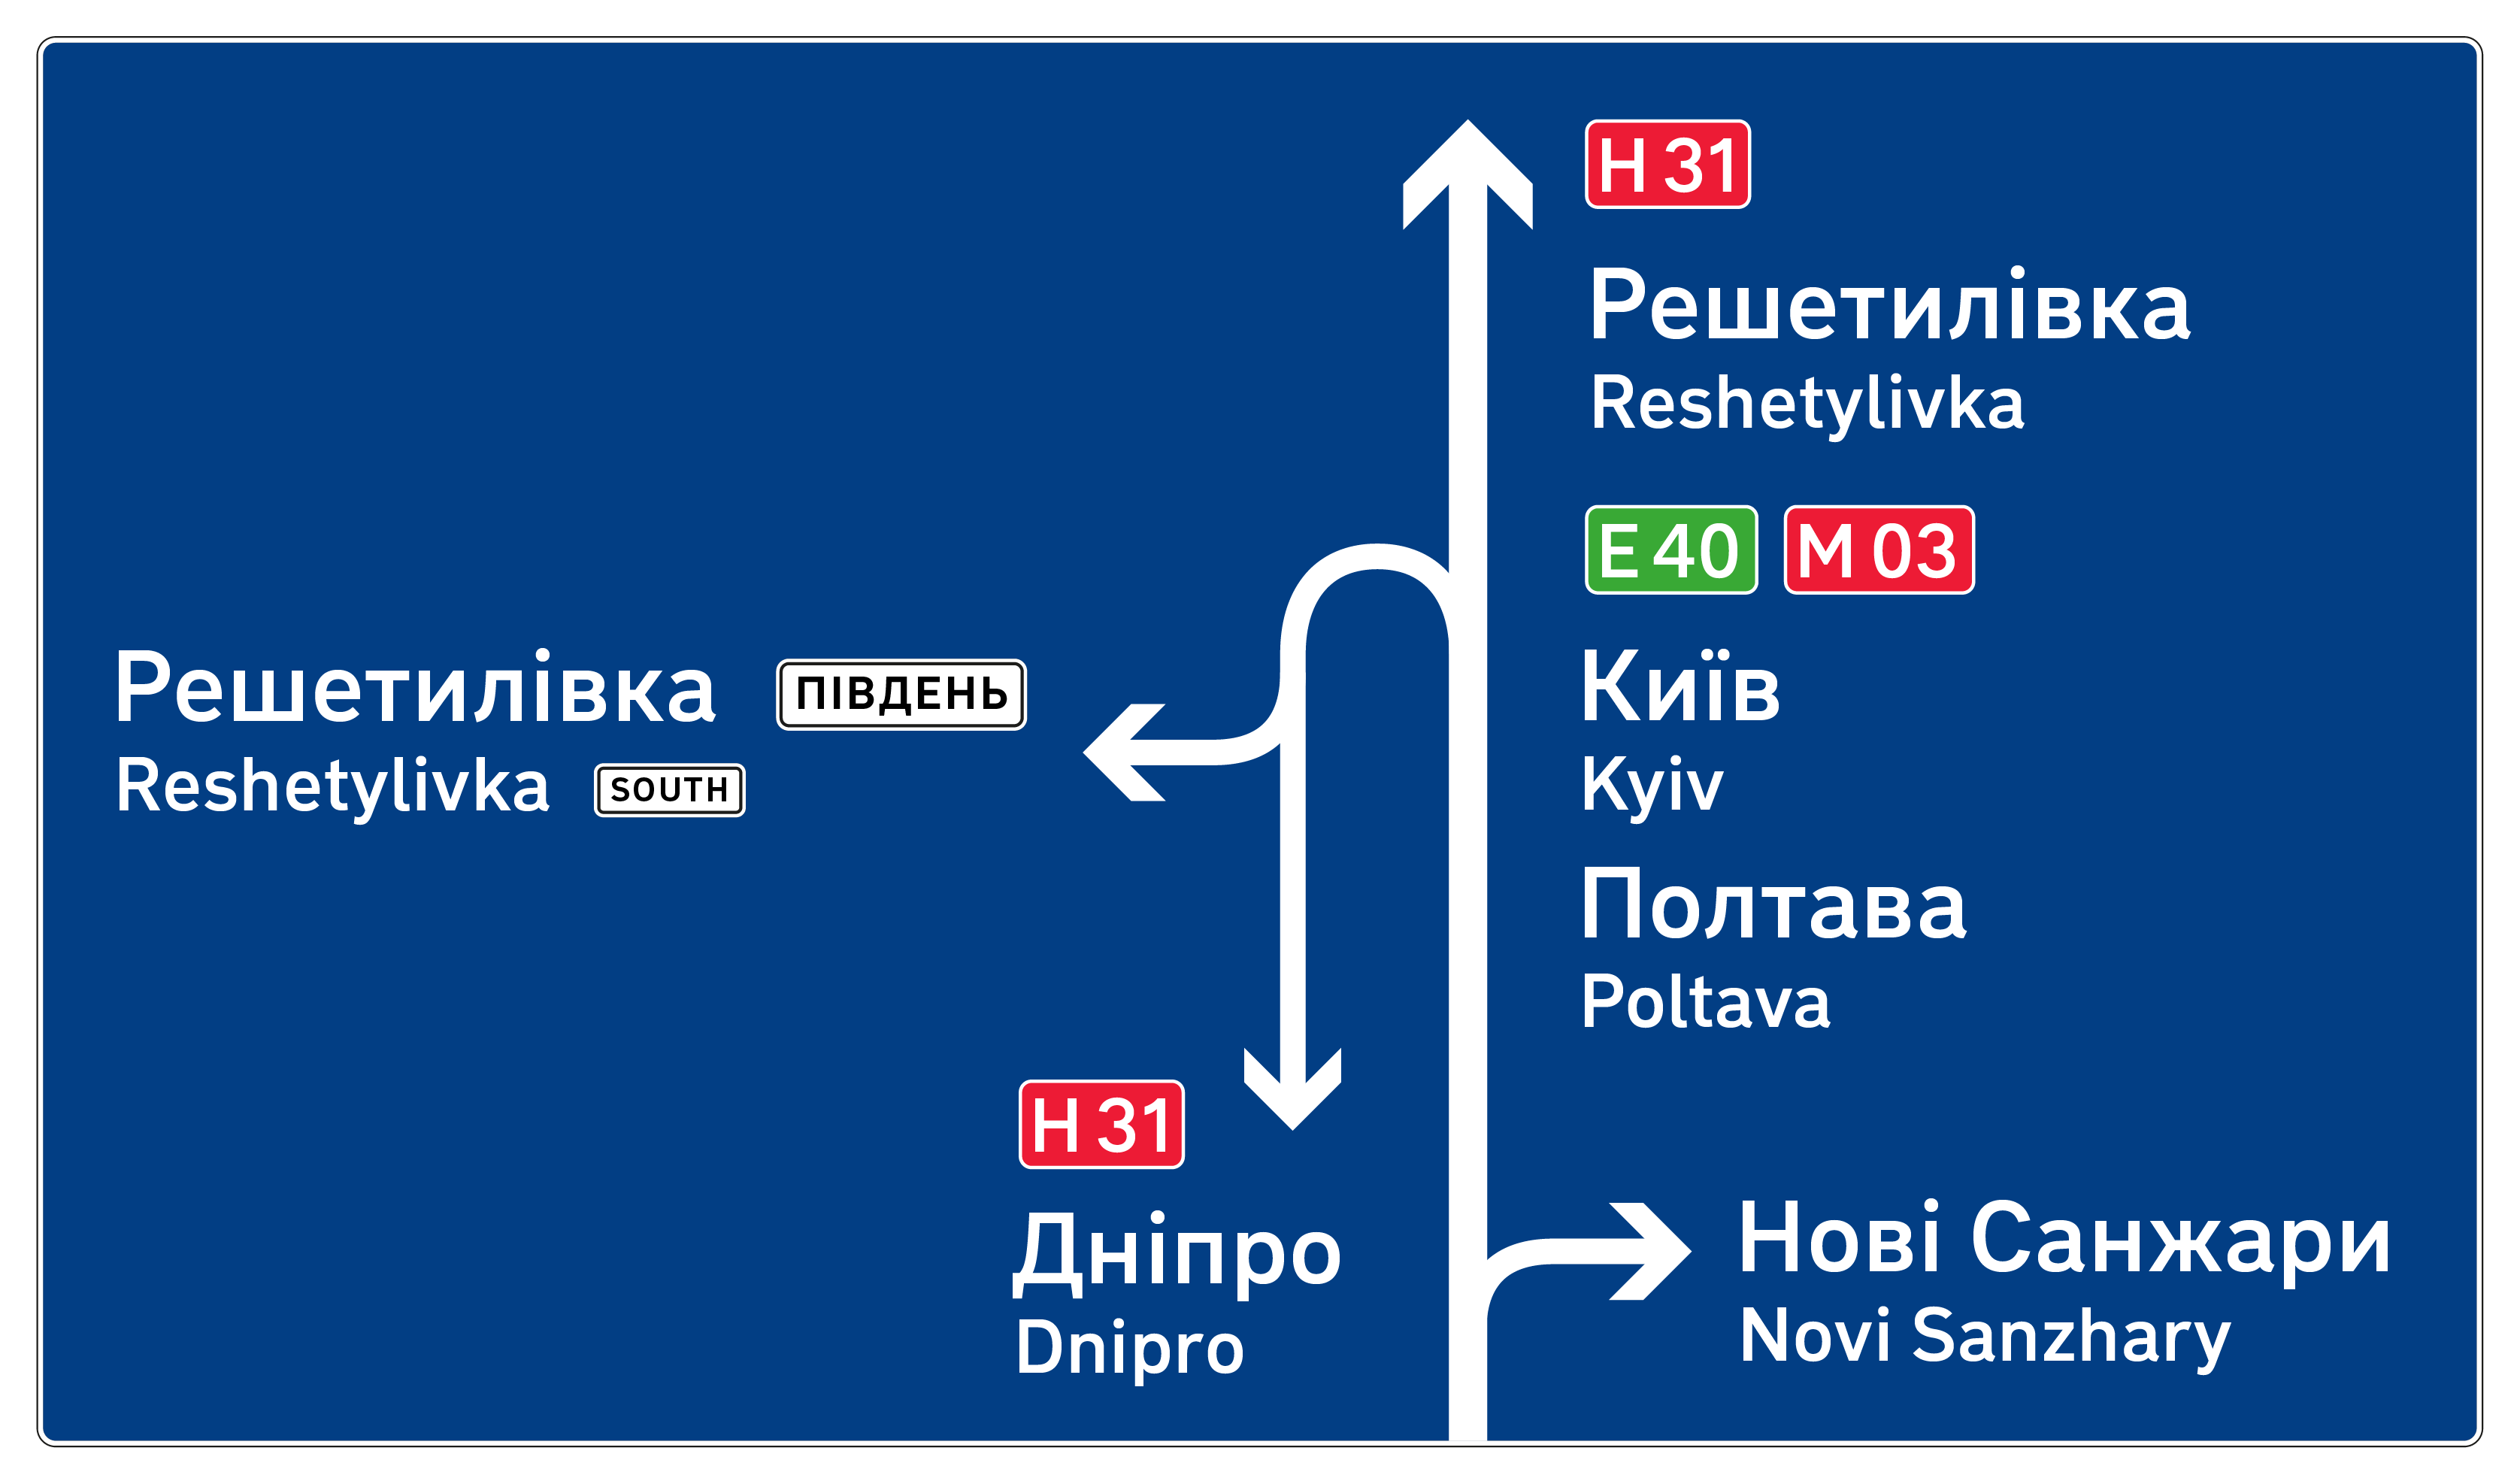 Н 31
Решетилівка
Reshetylivka
E 40 М 03
Київ
Kyiv
Полтава
Poltava
Решетилівка ПІВДЕНЬ
Reshetylivka SOUTH
Н 31
Дніпро
Dnipro
Нові Санжари
Novi Sanzhary